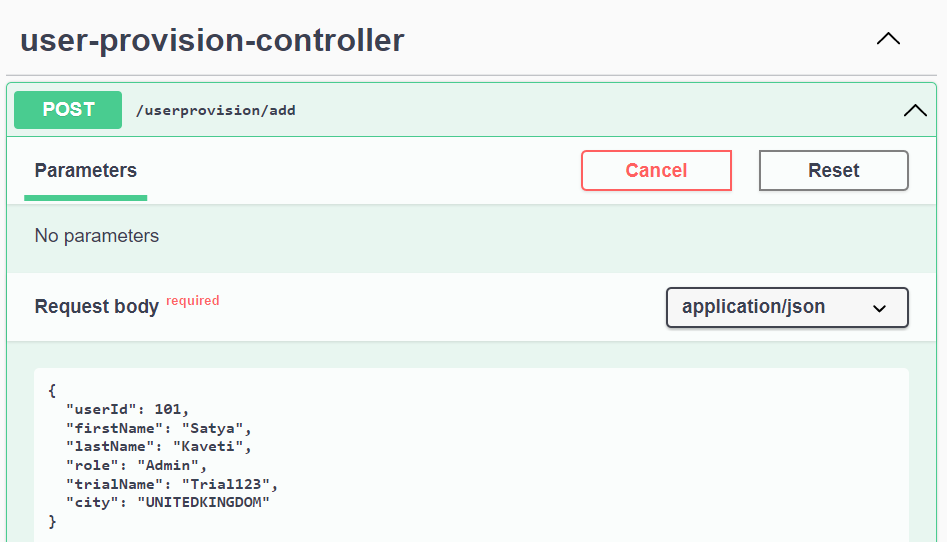 user-provision-controller
POST /userprovision/add
Parameters Cancel Reset
No parameters
Request body required application/json
{
"userId": 101,
"firstName": "Satya",
"lastName": "Kaveti",
"role": "Admin",
"trialName": "Trial123",
"city": "UNITEDKINGDOM"
}